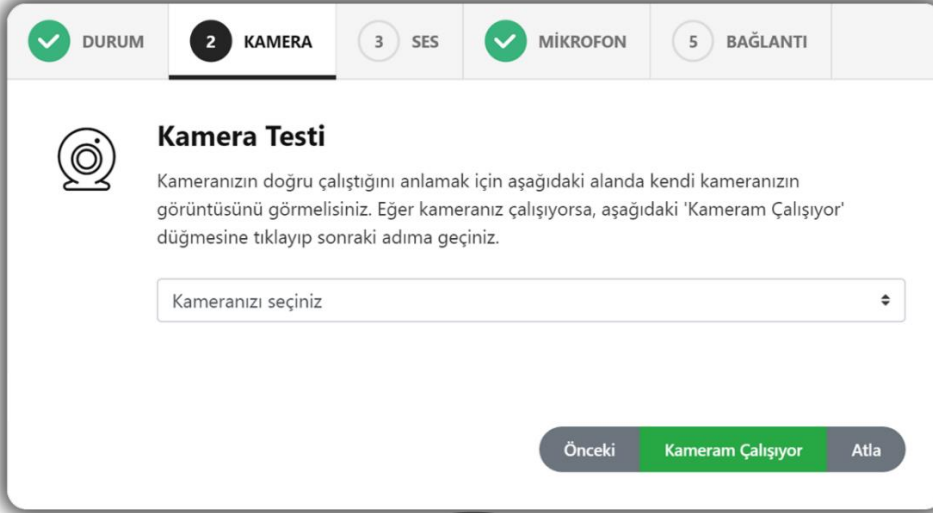 DURUM
2 KAMERA
3 SES
MİKROFON
5 BAĞLANTI
Kamera Testi
Kameranızın doğru çalıştığını anlamak için aşağıdaki alanda kendi kameranızın
görüntüsünü görmelisiniz. Eğer kameranız çalışıyorsa, aşağıdaki 'Kameram Çalışıyor'
düğmesine tıklayıp sonraki adıma geçiniz.
Kameranızı seçiniz
Önceki
Kameram Çalışıyor
Atla